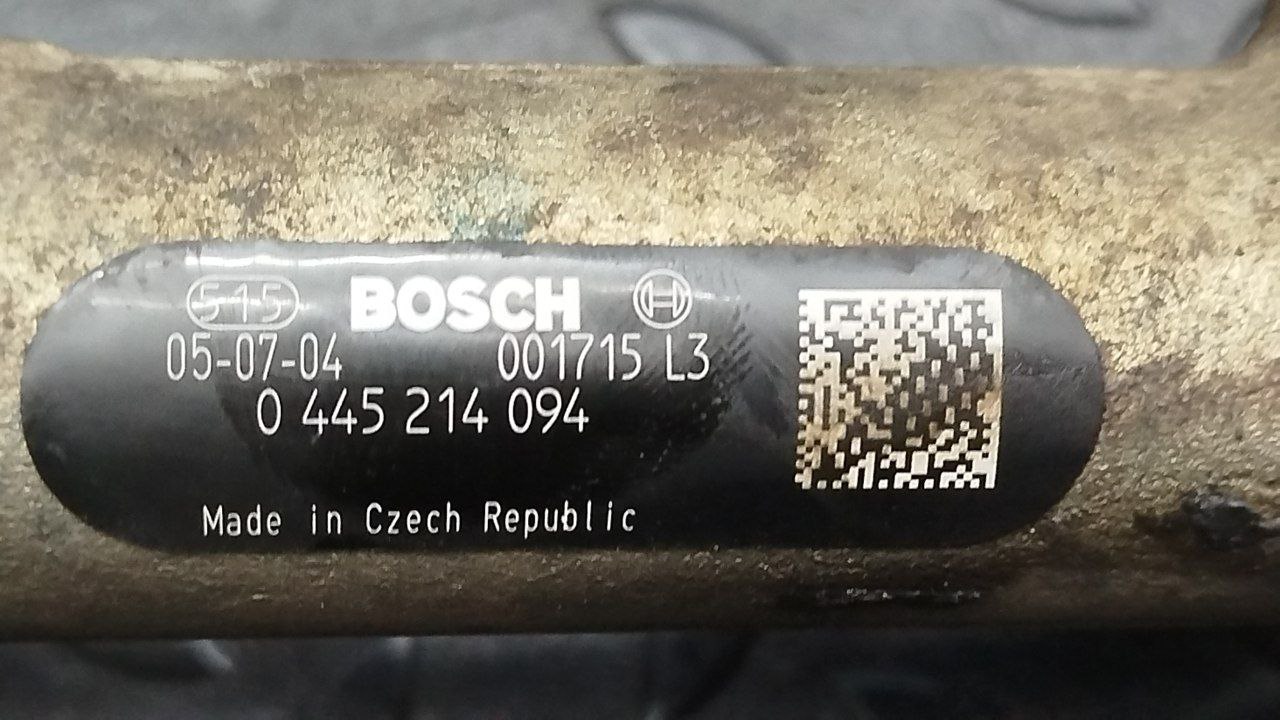 515 BOSCH
05-07-04 001715 L3
0 445 214 094
Made in Czech Republic